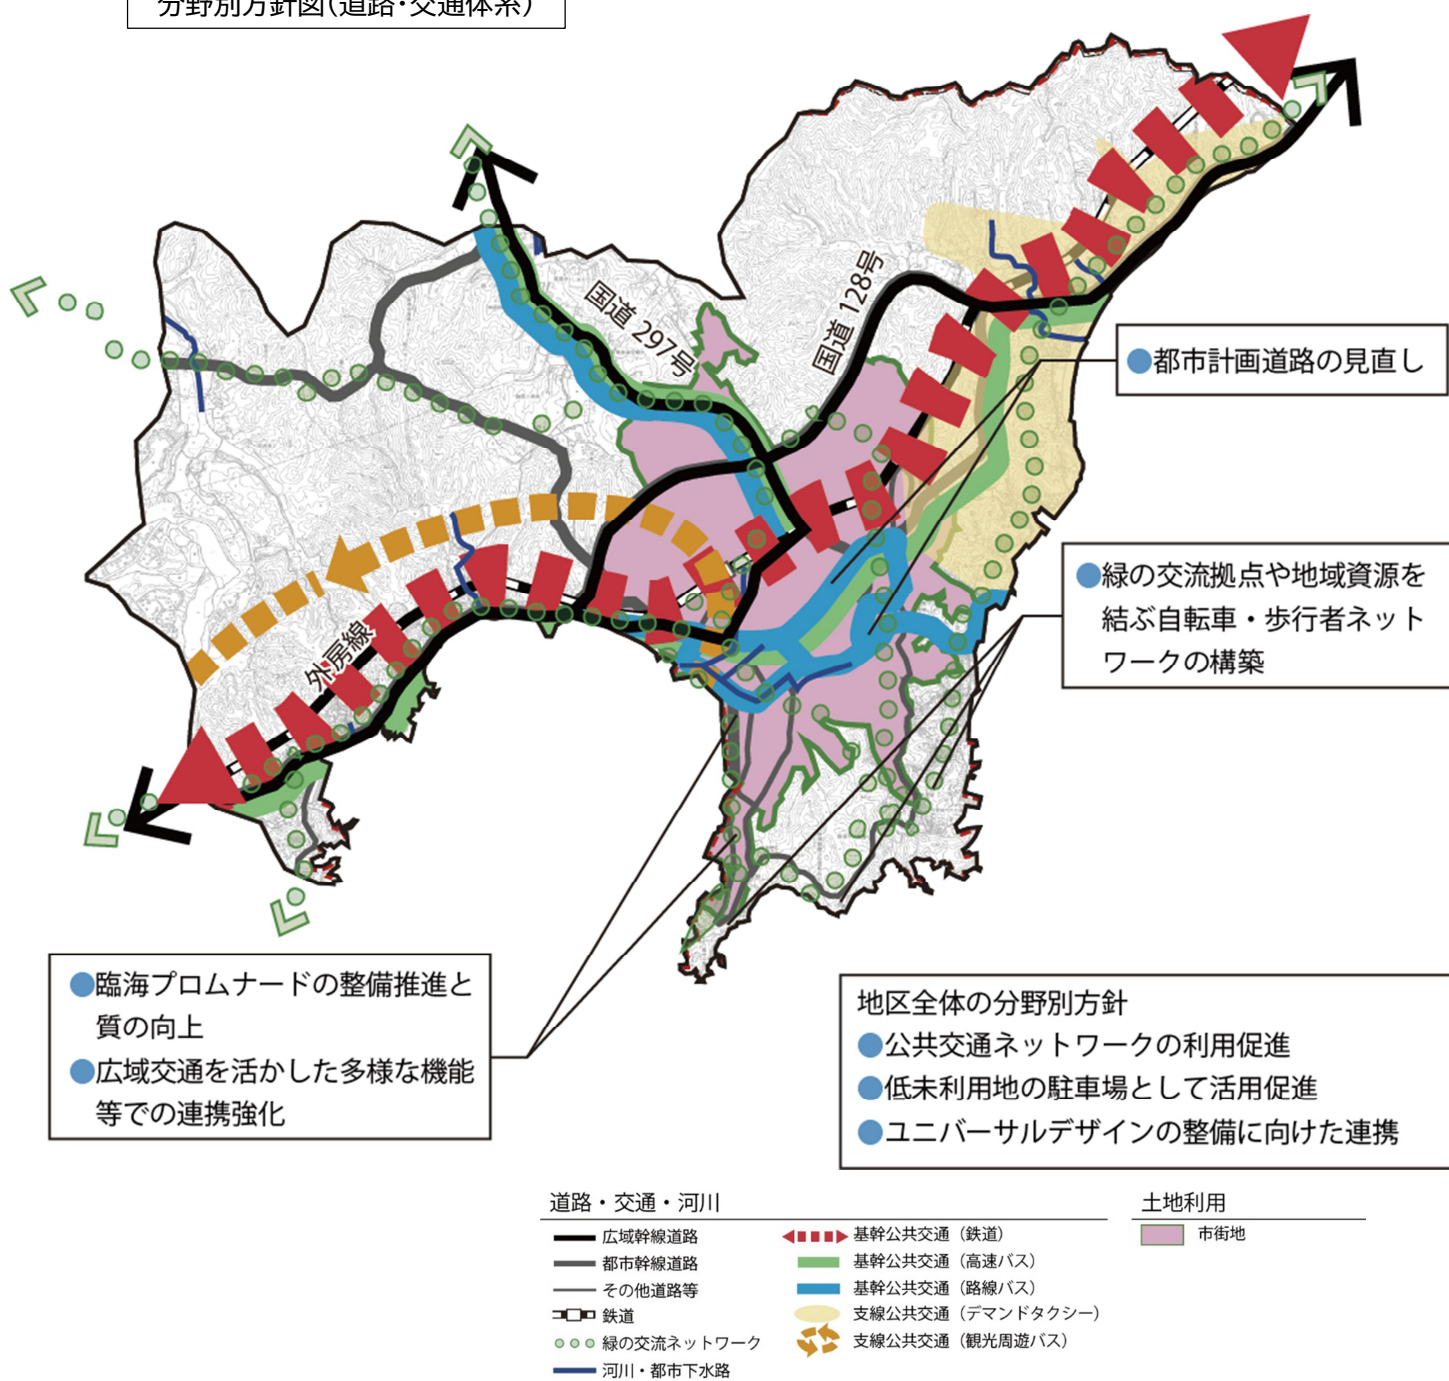 分野別方針図（道路・交通体系）
国道 297号
国道 128号
●都市計画道路の見直し
●緑の交流拠点や地域資源を
結ぶ自転車・歩行者ネット
ワークの構築
外房線
●臨海プロムナードの整備推進と
質の向上
●広域交通を活かした多様な機能
等での連携強化
地区全体の分野別方針
●公共交通ネットワークの利用促進
●低未利用地の駐車場として活用促進
●ユニバーサルデザインの整備に向けた連携
道路・交通・河川
広域幹線道路
都市幹線道路
その他道路等
鉄道
緑の交流ネットワーク
河川・都市下水路
基幹公共交通（鉄道）
基幹公共交通（高速バス）
基幹公共交通（路線バス）
支線公共交通（デマンドタクシー）
支線公共交通（観光周遊バス）
土地利用
市街地